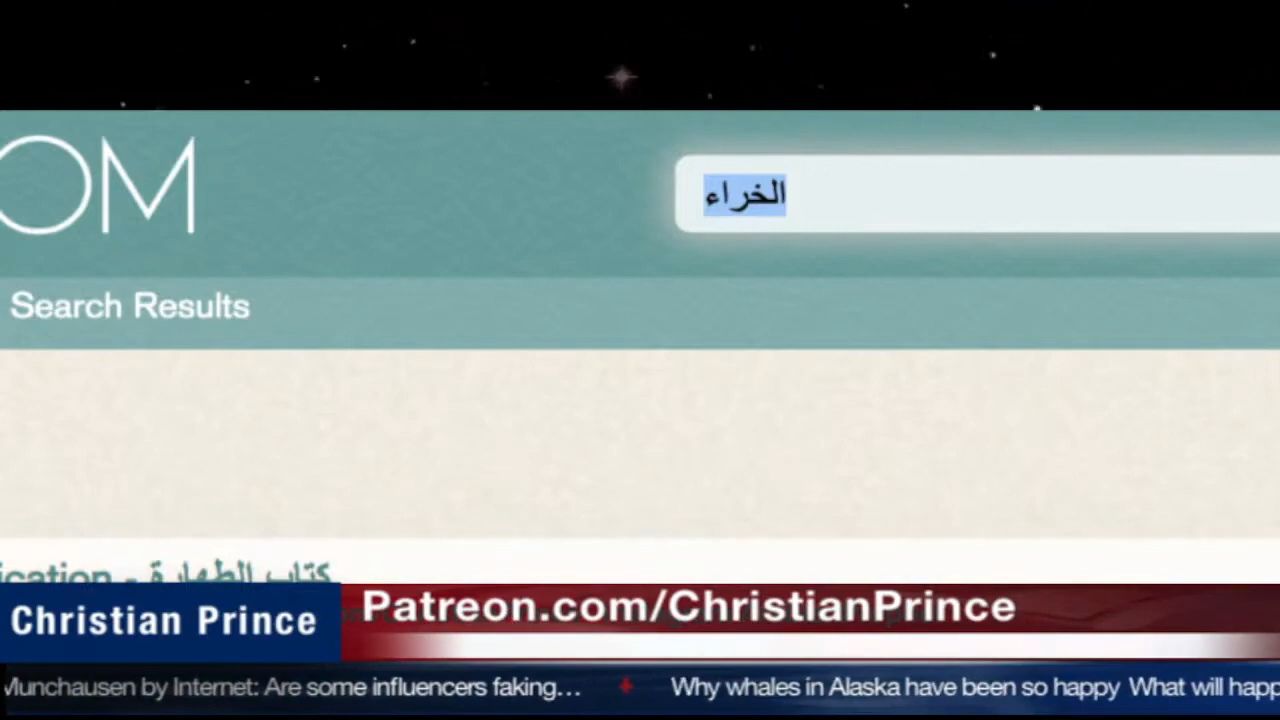 OM
الخراء
Search Results
ication - كتاب الطهارة
Christian Prince
Patreon.com/ChristianPrince
Munchausen by Internet: Are some influencers faking… Why whales in Alaska have been so happy What will happ